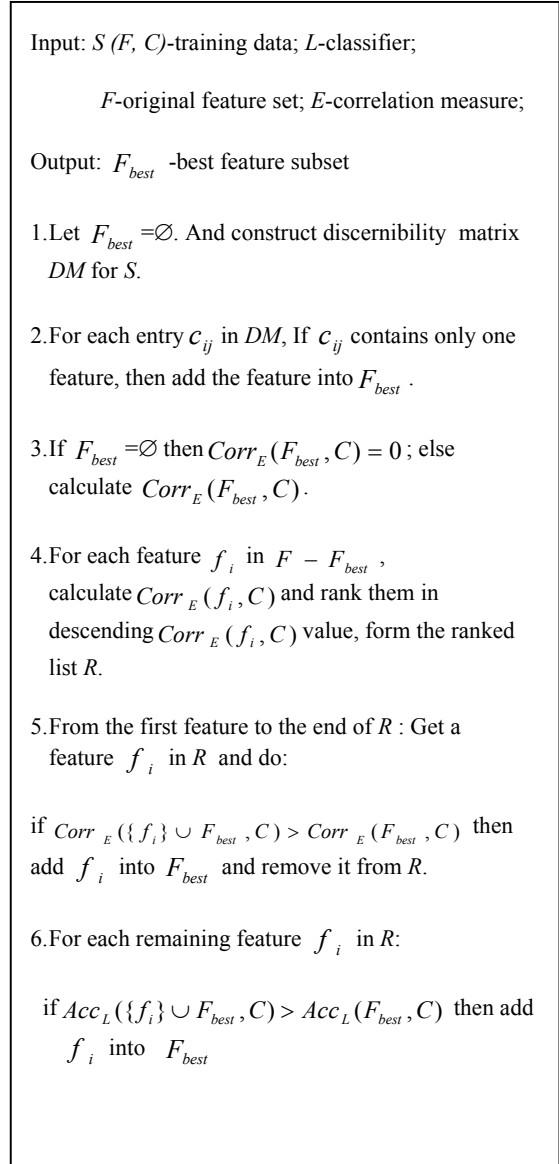 Input: S (F, C)-training data; L-classifier;
F-original feature set; E-correlation measure;
Output: F_best -best feature subset
1.Let F_best =∅. And construct discernibility matrix
DM for S.
2.For each entry c_ij in DM, If c_ij contains only one
feature, then add the feature into F_best .
3.If F_best =∅ then Corr_E (F_best , C) = 0 ; else
calculate Corr_E (F_best , C) .
4.For each feature f_i in F − F_best ,
calculate Corr_E ( f_i , C ) and rank them in
descending Corr_E ( f_i , C ) value, form the ranked
list R.
5.From the first feature to the end of R : Get a
feature f_i in R and do:
if Corr_E ({ f_i } ∪ F_best , C ) > Corr_E ( F_best , C ) then
add f_i into F_best and remove it from R.
6.For each remaining feature f_i in R:
if Acc_L ({f_i } ∪ F_best , C) > Acc_L (F_best , C) then add
f_i into F_best